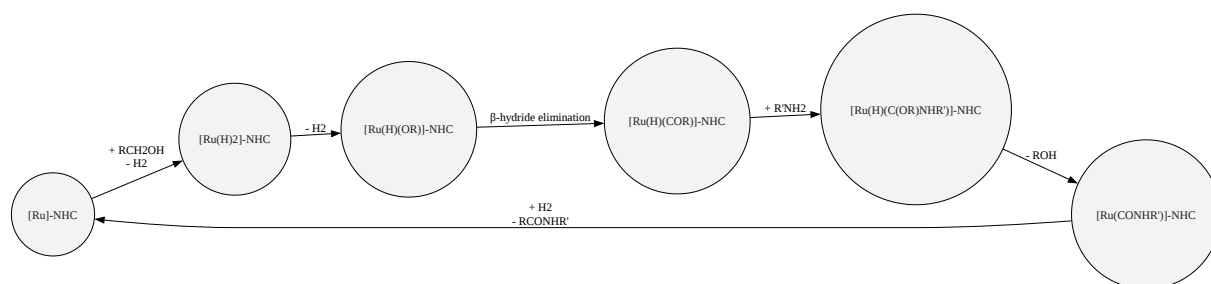 [Ru]-NHC
+ RCH2OH
- H2
[Ru(H)2]-NHC
- H2
[Ru(H)(OR)]-NHC
β-hydride elimination
[Ru(H)(COR)]-NHC
+ R'NH2
[Ru(H)(C(OR)NHR')]-NHC
- ROH
[Ru(CONHR')]-NHC
+ H2
- RCONHR'